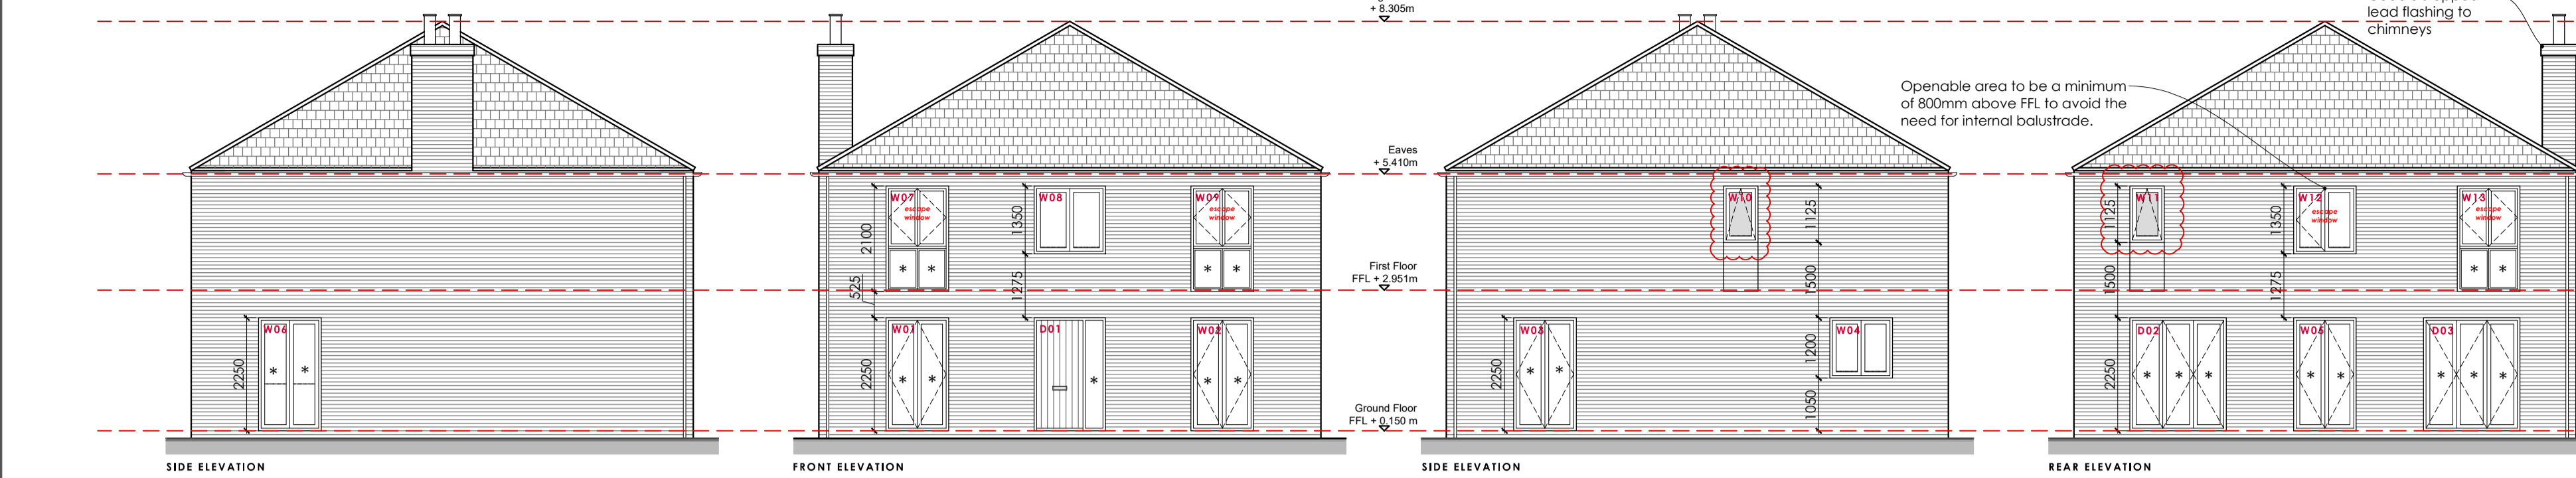 + 8.305m
lead flashing to
chimneys
Openable area to be a minimum
of 800mm above FFL to avoid the
need for internal balustrade.
Eaves
+ 5.410m
First Floor
FFL + 2.951m
Ground Floor
FFL + 0.150 m
W06
2250
SIDE ELEVATION
W07
escape
window
W08
W09
escape
window
2100
1350
525
1275
* *
* *
W01
D01
W02
2250
* *
*
* *
FRONT ELEVATION
W10
1125
1500
W03
W04
2250
1200
1050
* *
SIDE ELEVATION
W11
W12
escape
window
W13
escape
window
1125
1350
1500
1275
* *
D02
W05
D03
2250
* * *
* *
* * *
REAR ELEVATION